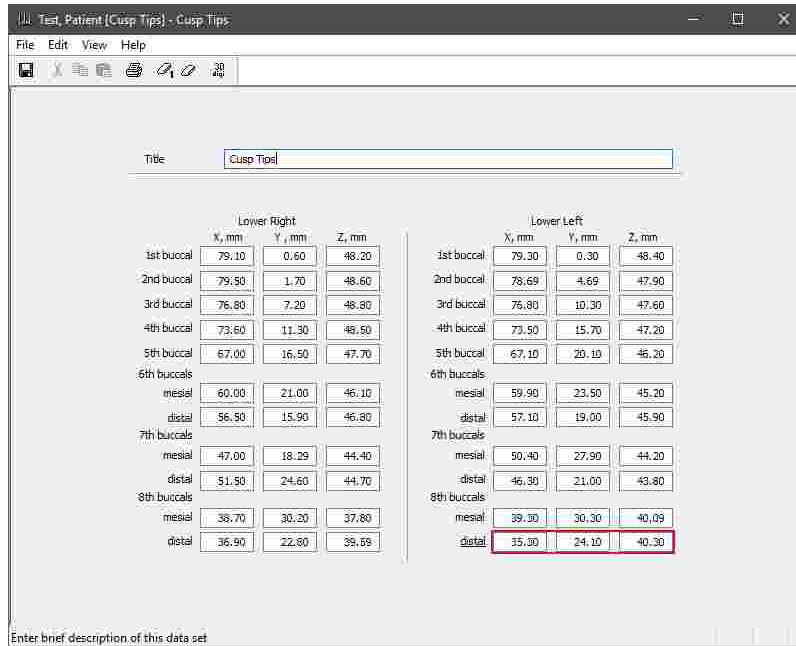 Test, Patient [Cusp Tips] - Cusp Tips
File Edit View Help
Title Cusp Tips
Lower Right Lower Left
X, mm Y, mm Z, mm X, mm Y, mm Z, mm
1st buccal 79.10 0.60 48.20 1st buccal 79.30 0.30 48.40
2nd buccal 79.50 1.70 48.60 2nd buccal 78.69 4.69 47.90
3rd buccal 76.80 7.20 48.80 3rd buccal 76.80 10.30 47.60
4th buccal 73.60 11.30 48.50 4th buccal 73.50 15.70 47.20
5th buccal 67.00 16.50 47.70 5th buccal 67.10 20.10 46.20
6th buccals 6th buccals
mesial 60.00 21.00 46.10 mesial 59.90 23.50 45.20
distal 56.50 15.90 46.80 distal 57.10 19.00 45.90
7th buccals 7th buccals
mesial 47.00 18.29 44.40 mesial 50.40 27.90 44.20
distal 51.50 24.60 44.70 distal 46.30 21.00 43.80
8th buccals 8th buccals
mesial 38.70 30.20 37.80 mesial 39.30 30.30 40.09
distal 36.90 22.80 39.59 distal 35.30 24.10 40.30
Enter brief description of this data set